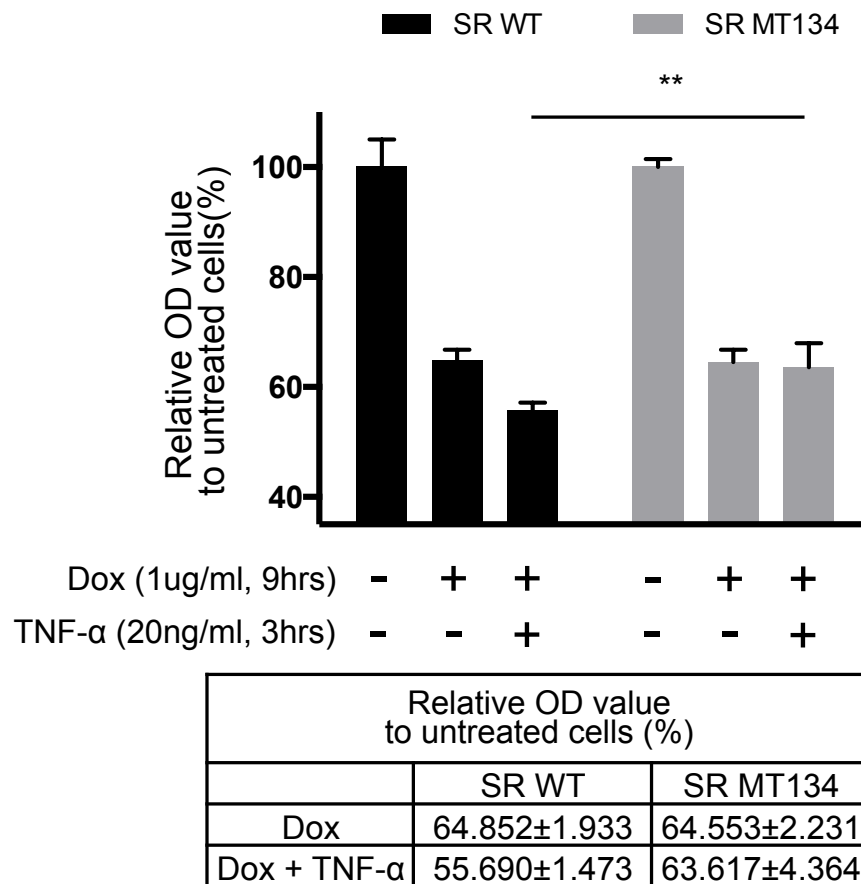 SR WT SR MT134
**
Relative OD value
to untreated cells(%)
100
80
60
40
Dox (1ug/ml, 9hrs) - + + - + +
TNF-α (20ng/ml, 3hrs) - - + - - +
Relative OD value
to untreated cells (%)
SR WT SR MT134
Dox 64.852±1.933 64.553±2.231
Dox + TNF-α 55.690±1.473 63.617±4.364